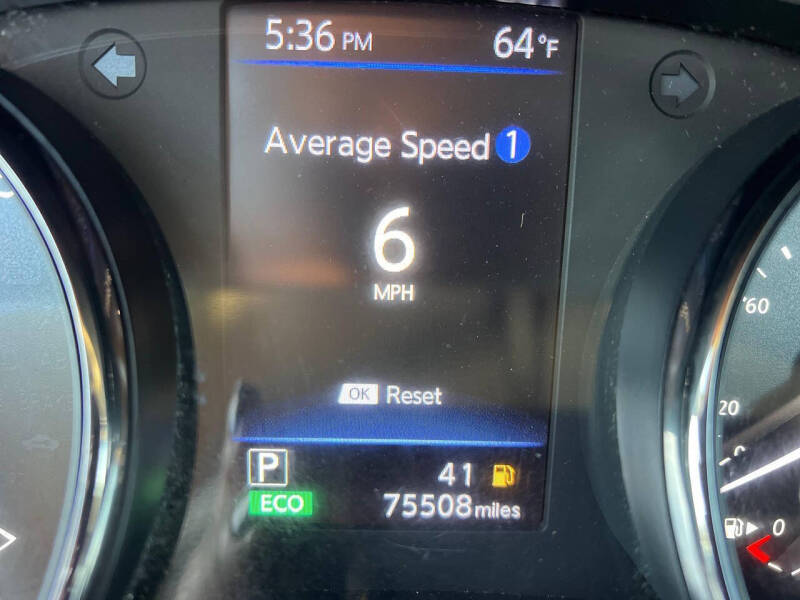 5:36 PM 64°F
Average Speed 1
6
MPH
60
OK Reset
20
P 41
ECO 75508 miles
0